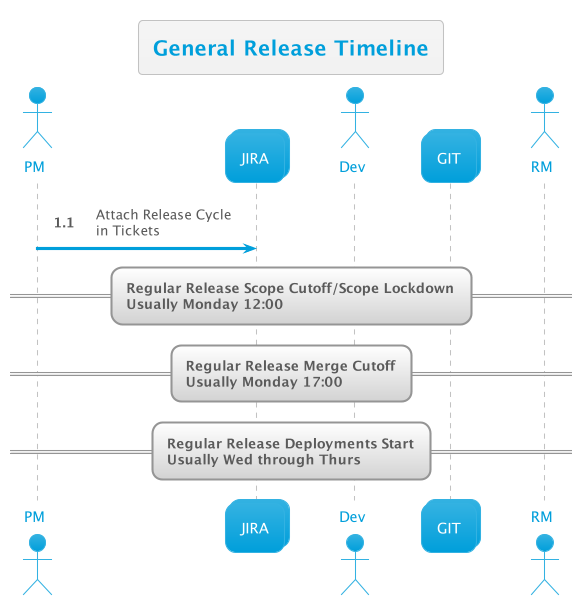 General Release Timeline
PM
JIRA
Dev
GIT
RM
1.1 Attach Release Cycle
in Tickets
Regular Release Scope Cutoff/Scope Lockdown
Usually Monday 12:00
Regular Release Merge Cutoff
Usually Monday 17:00
Regular Release Deployments Start
Usually Wed through Thurs
PM
JIRA
Dev
GIT
RM